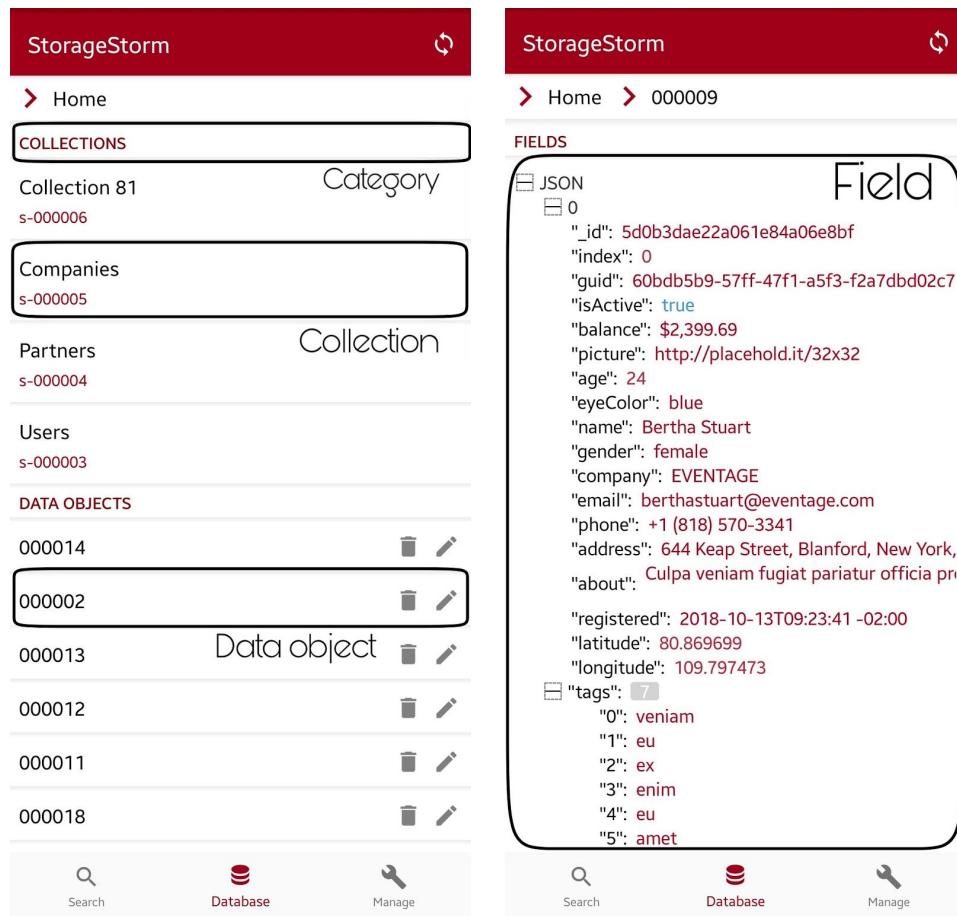 StorageStorm
Home
COLLECTIONS
Collection 81
Category
s-000006
Companies
s-000005
Collection
Partners
s-000004
Users
s-000003
DATA OBJECTS
000014
000002
Data object
000013
000012
000011
000018
Search
Database
Manage
StorageStorm
Home
000009
FIELDS
Field
JSON
0
"_id": 5d0b3dae22a061e84a06e8bf
"index": 0
"guid": 60bdb5b9-57ff-47f1-a5f3-f2a7dbd02c7
"isActive": true
"balance": $2,399.69
"picture": http://placehold.it/32x32
"age": 24
"eyeColor": blue
"name": Bertha Stuart
"gender": female
"company": EVENTAGE
"email": berthastuart@eventage.com
"phone": +1 (818) 570-3341
"address": 644 Keap Street, Blanford, New York,
"about": Culpa veniam fugiat pariatur officia pr
"registered": 2018-10-13T09:23:41 -02:00
"latitude": 80.869699
"longitude": 109.797473
"tags": 7
"0": veniam
"1": eu
"2": ex
"3": enim
"4": eu
"5": amet
Search
Database
Manage